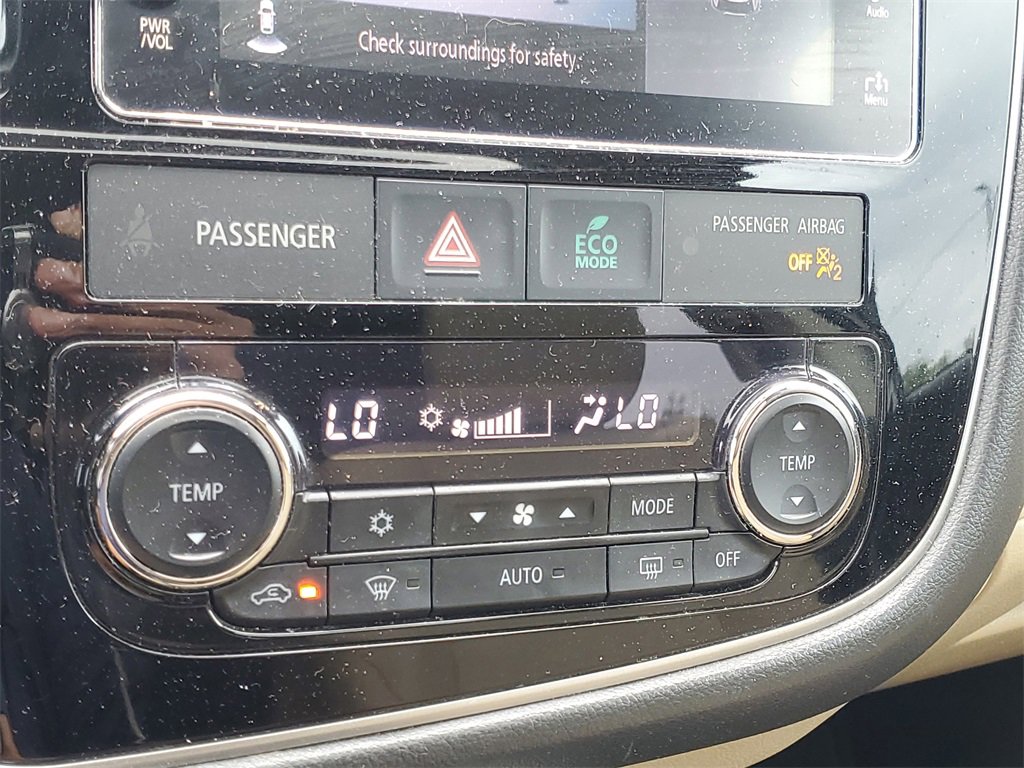 PWR
/VOL
Audio
Check surroundings for safety.
Menu
PASSENGER
ECO
MODE
PASSENGER AIRBAG
OFF 2
LO LO
TEMP
TEMP
MODE
AUTO
OFF